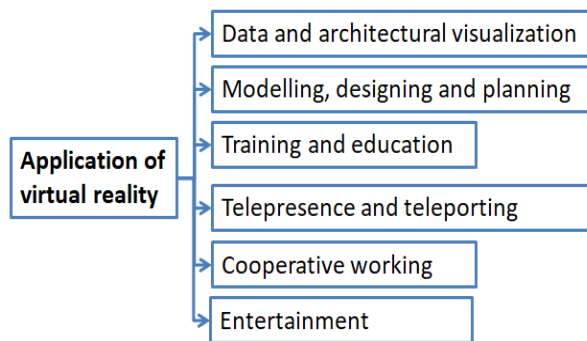 Data and architectural visualization
Modelling, designing and planning
Training and education
Application of
virtual reality
Telepresence and teleporting
Cooperative working
Entertainment